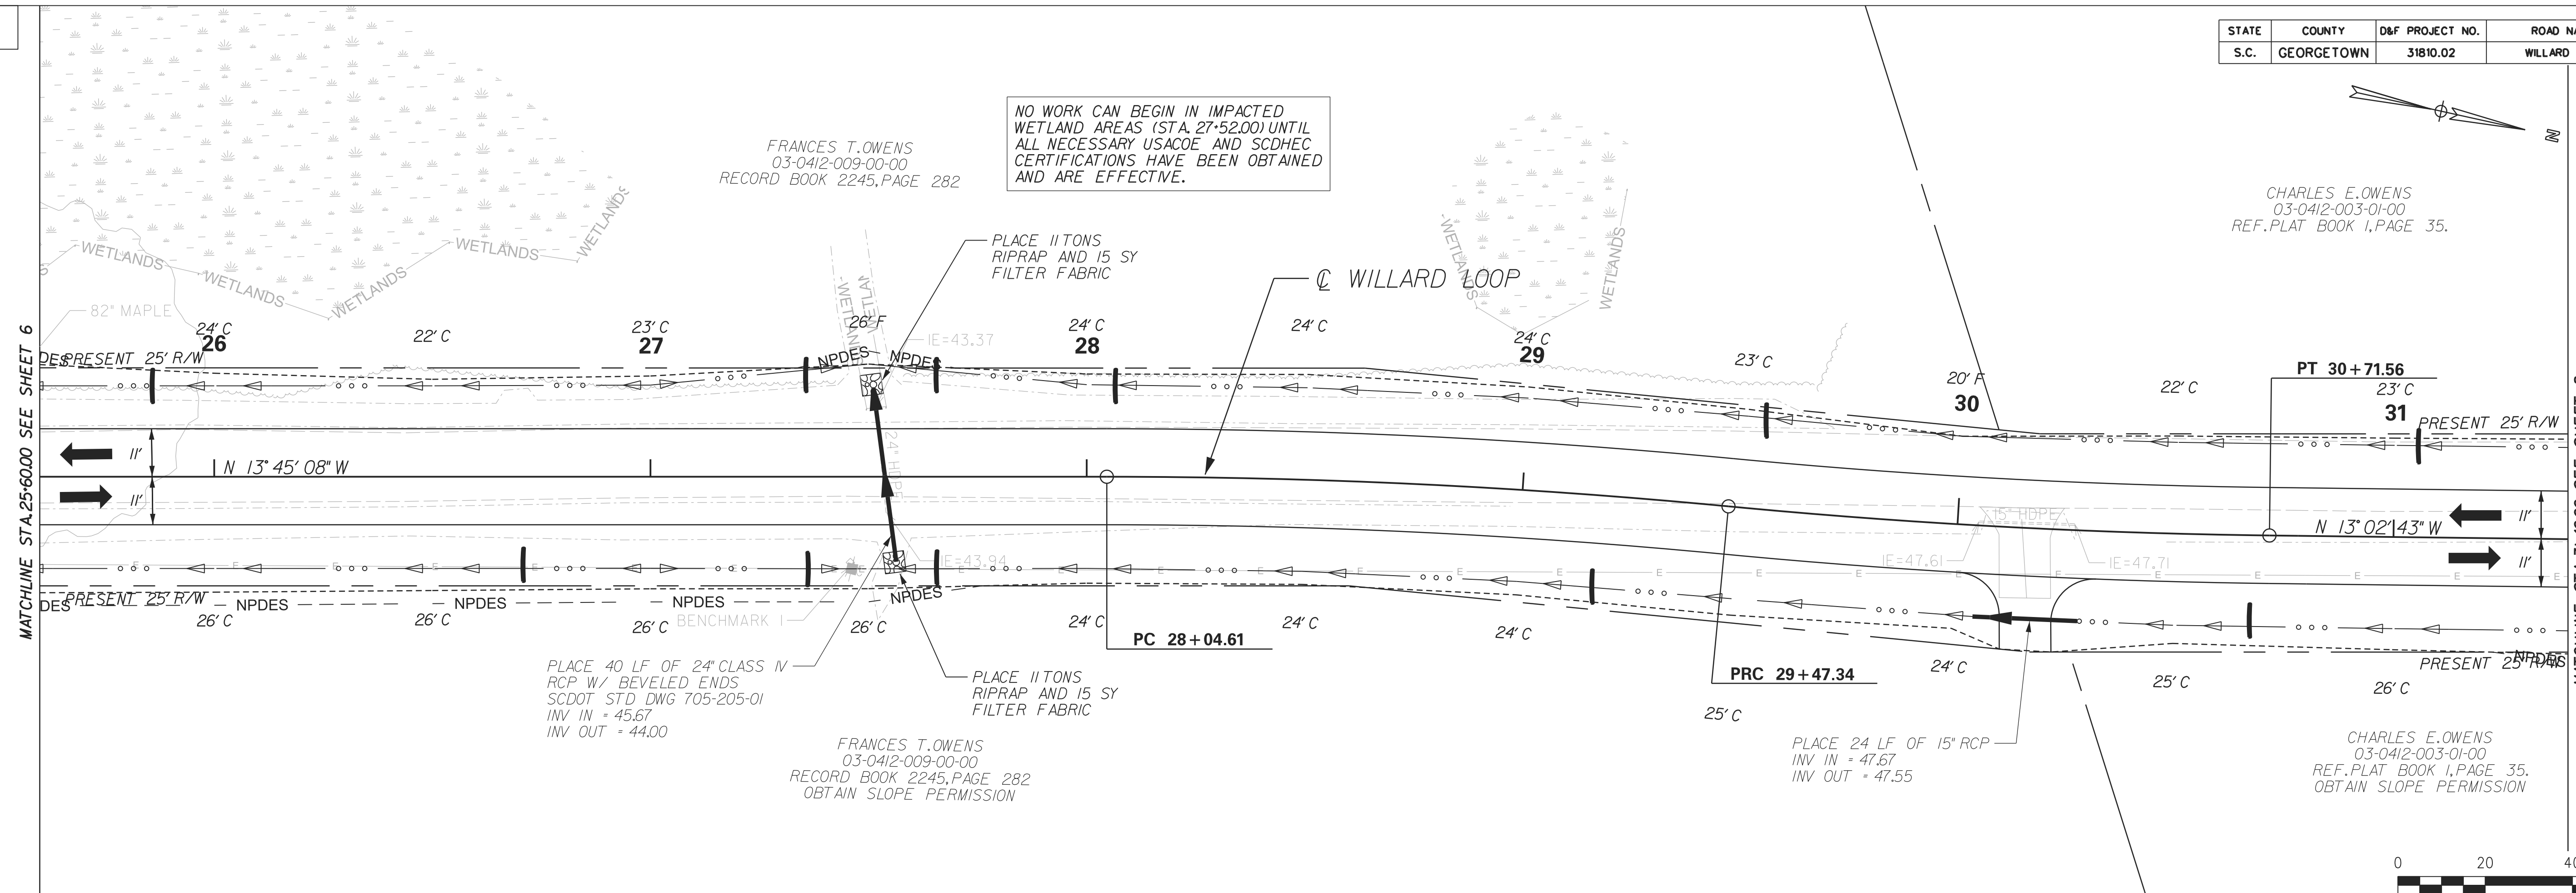 STATE COUNTY D&F PROJECT NO.
S.C. GEORGETOWN 31810.02 WILLARD
N
NO WORK CAN BEGIN IN IMPACTED
WETLAND AREAS (STA. 27+52.00) UNTIL
ALL NECESSARY USACOE AND SCDHEC
CERTIFICATIONS HAVE BEEN OBTAINED
AND ARE EFFECTIVE.
FRANCES T.OWENS
03-0412-009-00-00
RECORD BOOK 2245,PAGE 282
CHARLES E.OWENS
03-0412-003-01-00
REF.PLAT BOOK 1,PAGE 35.
WETLANDS
WETLANDS
WETLANDS
WETLANDS
WETLANDS
WETLANDS
WETLANDS
PLACE 11 TONS
RIPRAP AND 15 SY
FILTER FABRIC
℄ WILLARD LOOP
82" MAPLE
MATCHLINE STA.25+60.00 SEE SHEET 6
24' C
22' C
23' C
26' F
24' C
24' C
24' C
23' C
20' F
22' C
23' C
26
27
28
29
30
31
IE=43.37
PT 30+71.56
PRESENT 25' R/W
NPDES
NPDES
PRESENT 25' R/W
11'
11'
N 13° 45' 08" W
24" HDPE
15" HDPE
N 13° 02' 43" W
11'
11'
IE=43.94
IE=47.61
IE=47.71
PRESENT 25' R/W
NPDES
NPDES
NPDES
NPDES
BENCHMARK 1
26' C
26' C
26' C
26' C
24' C
24' C
24' C
25' C
24' C
25' C
26' C
PC 28+04.61
PRC 29+47.34
PRESENT 25' R/W
NPDES
PLACE 40 LF OF 24" CLASS IV
RCP W/ BEVELED ENDS
SCDOT STD DWG 705-205-01
INV IN = 45.67
INV OUT = 44.00
PLACE 11 TONS
RIPRAP AND 15 SY
FILTER FABRIC
FRANCES T.OWENS
03-0412-009-00-00
RECORD BOOK 2245,PAGE 282
OBTAIN SLOPE PERMISSION
PLACE 24 LF OF 15" RCP
INV IN = 47.67
INV OUT = 47.55
CHARLES E.OWENS
03-0412-003-01-00
REF.PLAT BOOK 1,PAGE 35.
OBTAIN SLOPE PERMISSION
0 20